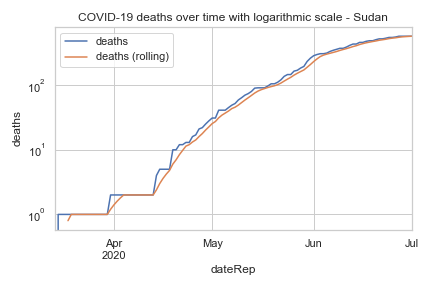 COVID-19 deaths over time with logarithmic scale - Sudan
deaths
deaths (rolling)
10²
10¹
10⁰
deaths
Apr
2020
May
Jun
Jul
dateRep